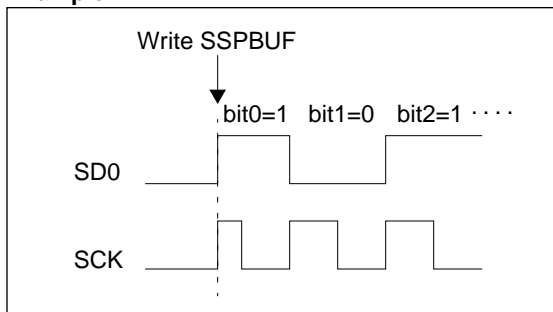 Write SSPBUF
bit0=1 bit1=0 bit2=1 ····
SD0
SCK